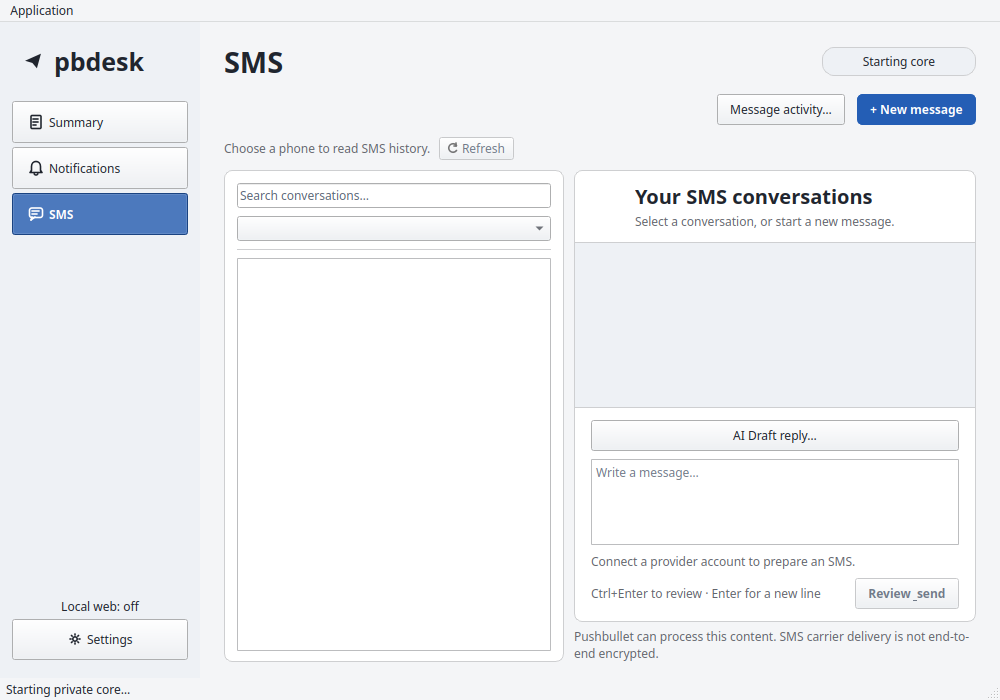 Application
pbdesk
Summary
Notifications
SMS
Local web: off
Settings
Starting private core...
SMS
Starting core
Message activity...
+ New message
Choose a phone to read SMS history.
Refresh
Search conversations...
Your SMS conversations
Select a conversation, or start a new message.
AI Draft reply...
Write a message...
Connect a provider account to prepare an SMS.
Ctrl+Enter to review · Enter for a new line
Review _send
Pushbullet can process this content. SMS carrier delivery is not end-to-
end encrypted.